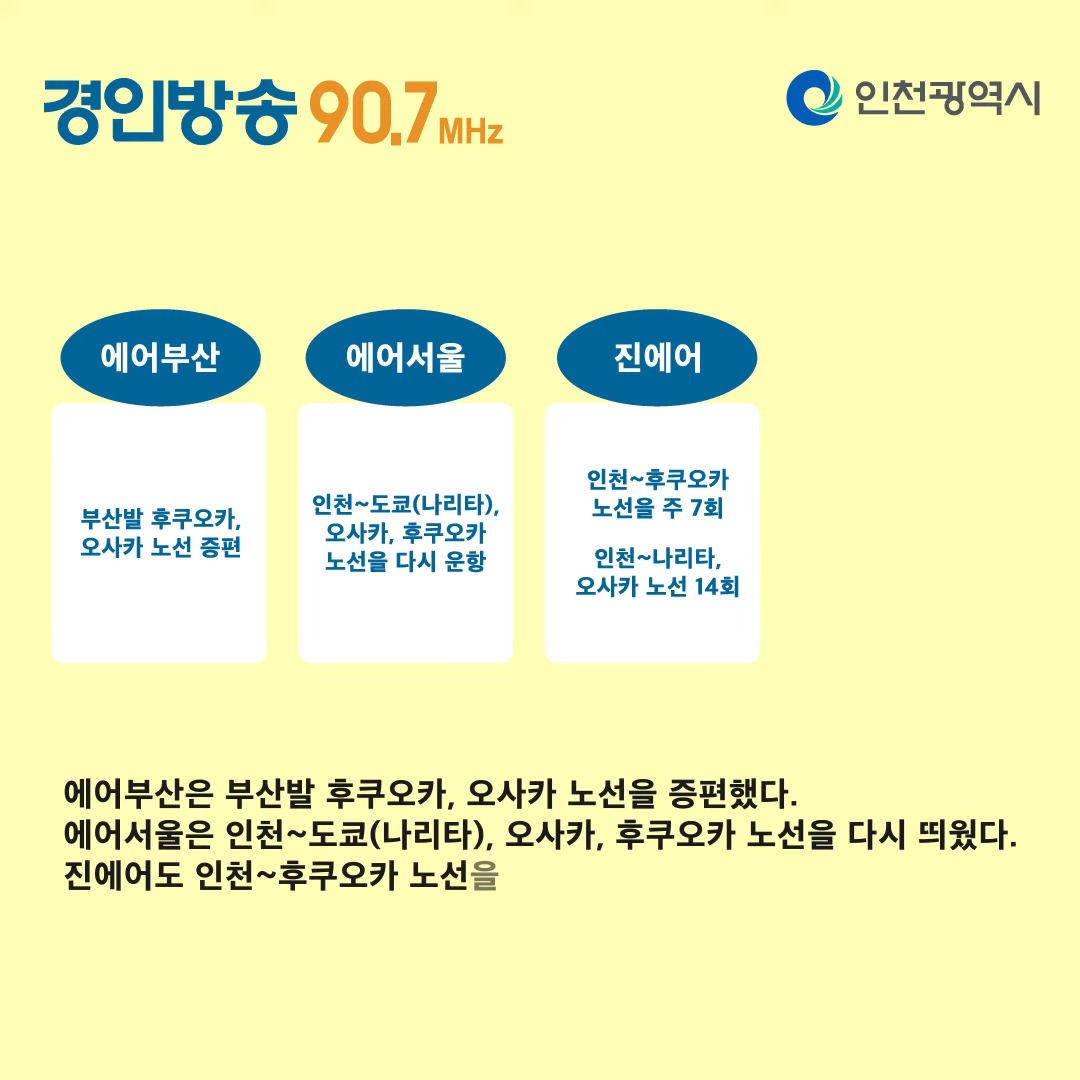 경인방송 90.7 MHz
인천광역시
에어부산
부산발 후쿠오카,
오사카 노선 증편
에어서울
인천~도쿄(나리타),
오사카, 후쿠오카
노선을 다시 운항
진에어
인천~후쿠오카
노선을 주 7회
인천~나리타,
오사카 노선 14회
에어부산은 부산발 후쿠오카, 오사카 노선을 증편했다.
에어서울은 인천~도쿄(나리타), 오사카, 후쿠오카 노선을 다시 띄웠다.
진에어도 인천~후쿠오카 노선을